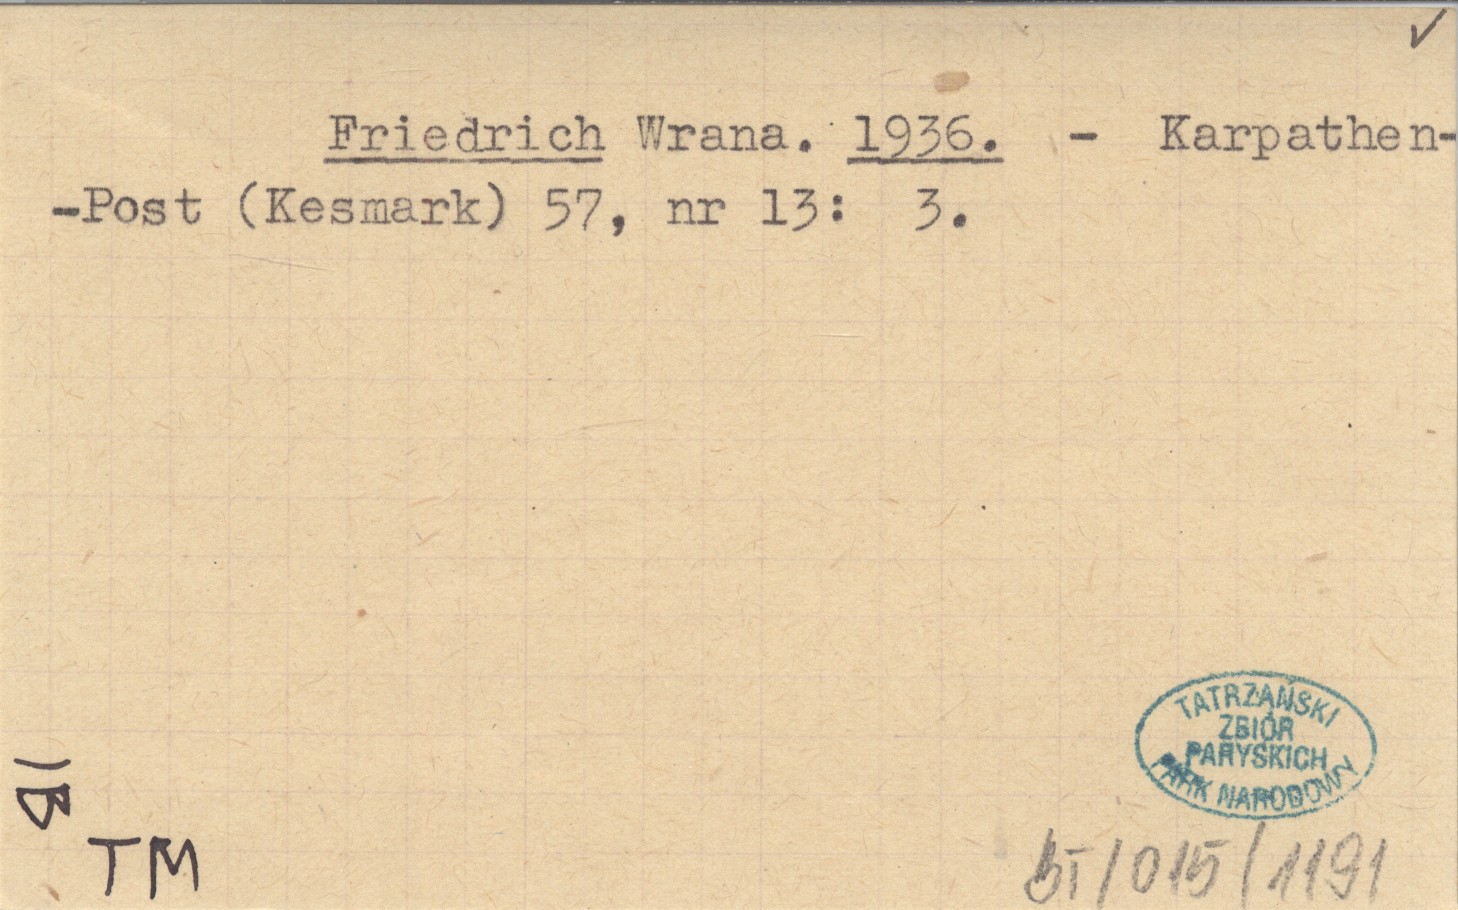 ✓
Friedrich Wrana. 1936. - Karpathen-
-Post (Kesmark) 57, nr 13: 3.
TATRZAŃSKI
ZBIÓR
PARYSKICH
PARK NARODOWY
TM
BT/015/1191